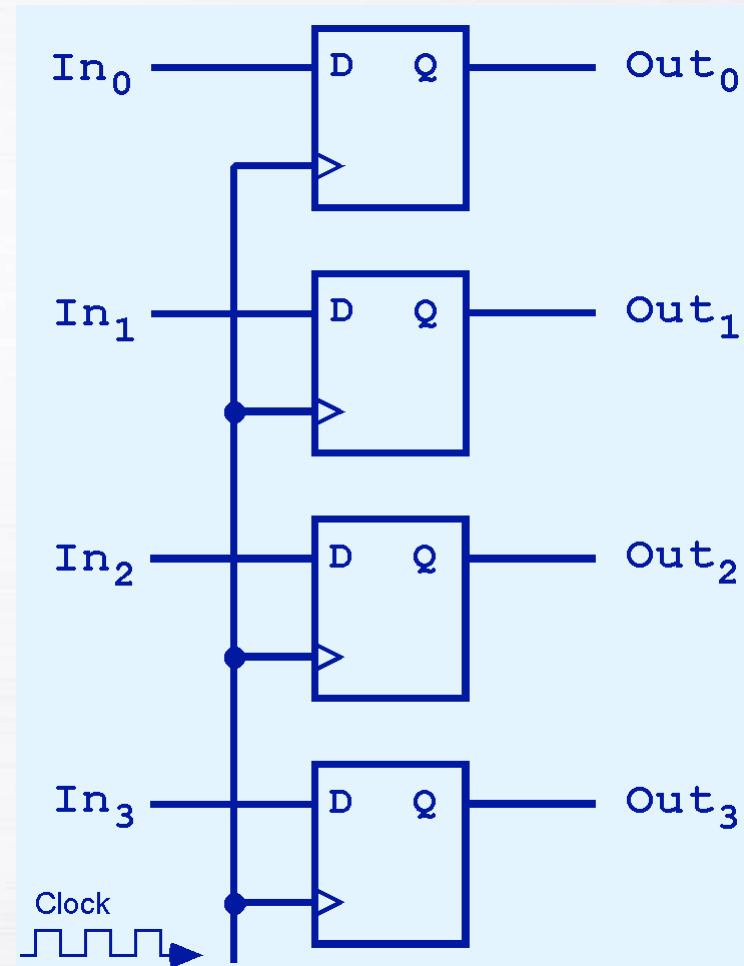 In0 D Q Out0
In1 D Q Out1
In2 D Q Out2
In3 D Q Out3
Clock